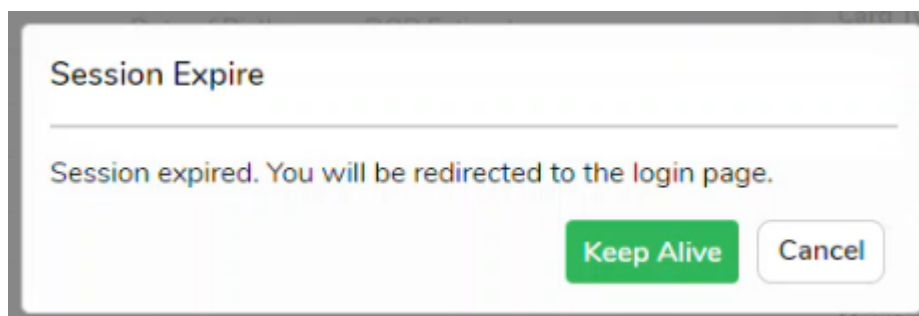 Session Expire
Session expired. You will be redirected to the login page.
Keep Alive
Cancel